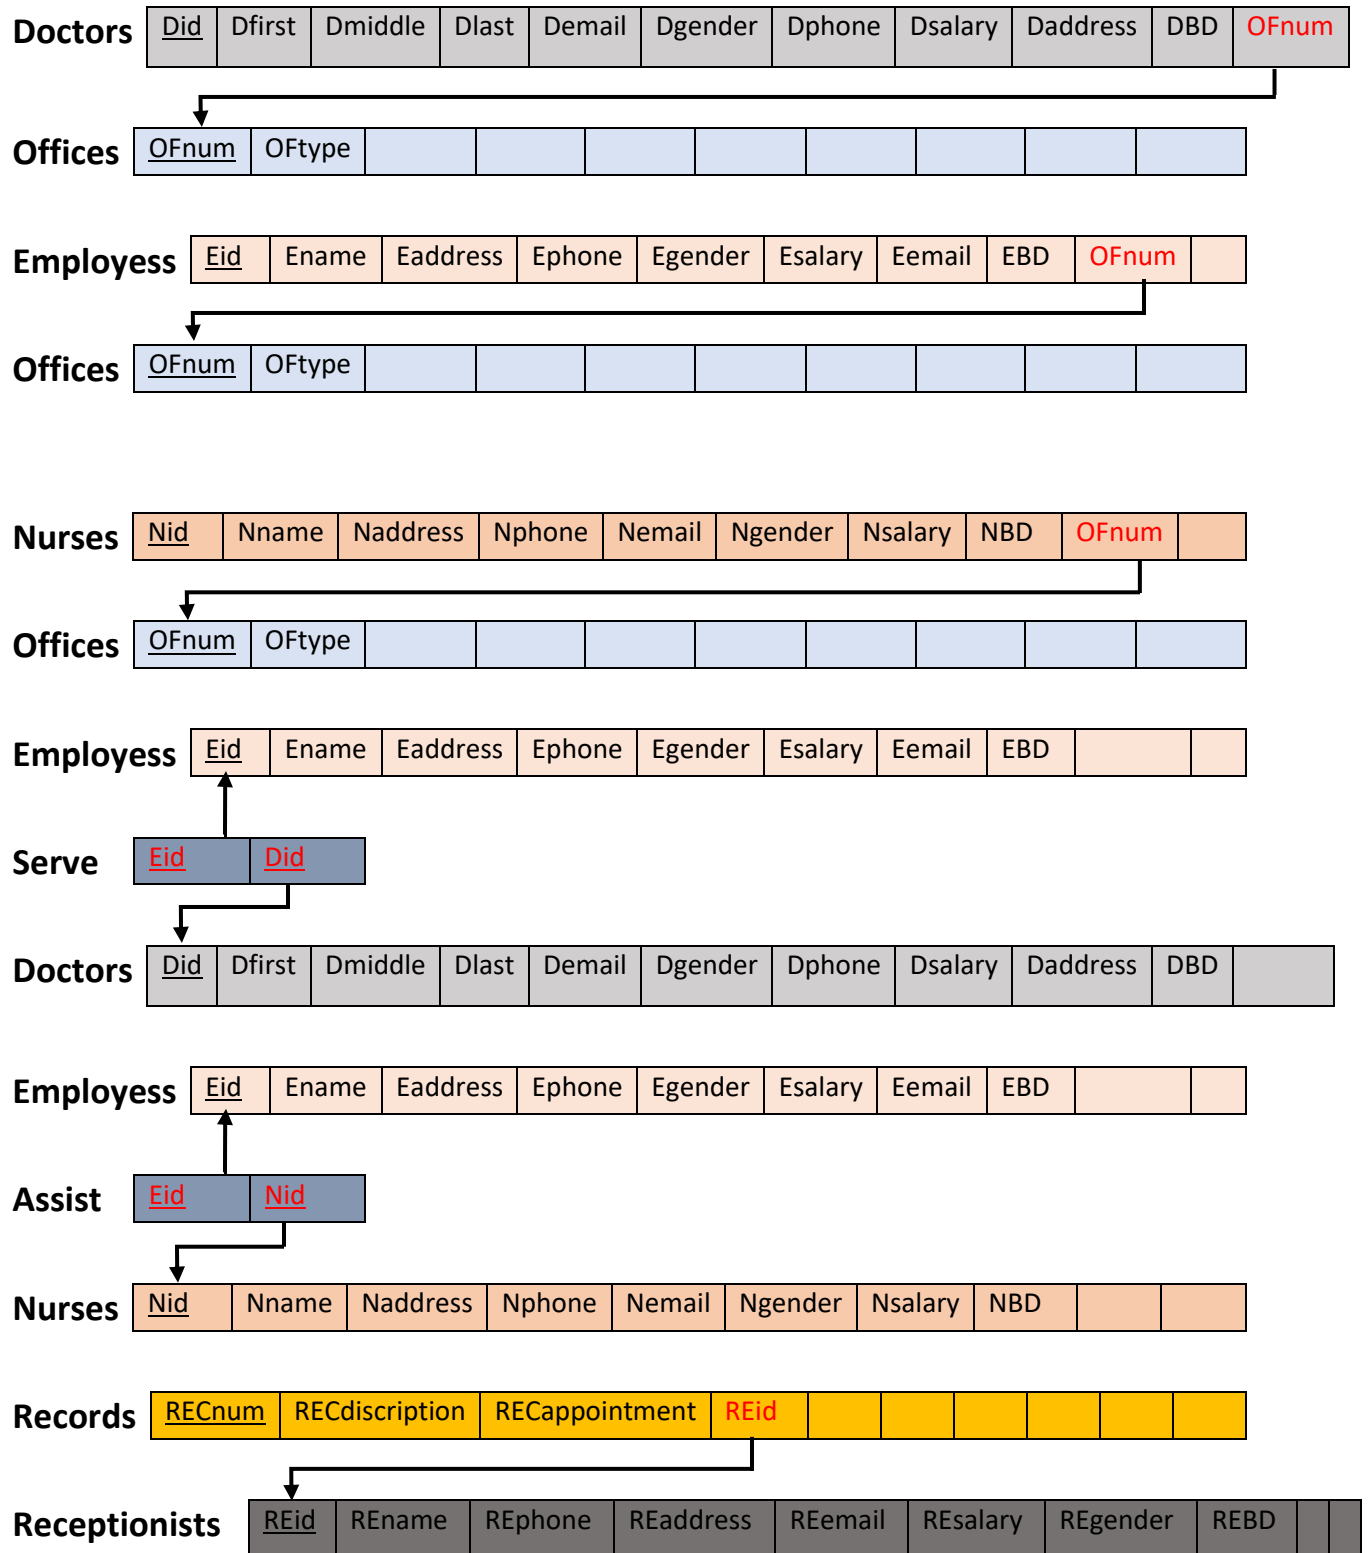 Doctors Did Dfirst Dmiddle Dlast Demail Dgender Dphone Dsalary Daddress DBD OFnum
Offices OFnum OFtype
Employess Eid Ename Eaddress Ephone Egender Esalary Eemail EBD OFnum
Offices OFnum OFtype
Nurses Nid Nname Naddress Nphone Nemail Ngender Nsalary NBD OFnum
Offices OFnum OFtype
Employess Eid Ename Eaddress Ephone Egender Esalary Eemail EBD
Serve Eid Did
Doctors Did Dfirst Dmiddle Dlast Demail Dgender Dphone Dsalary Daddress DBD
Employess Eid Ename Eaddress Ephone Egender Esalary Eemail EBD
Assist Eid Nid
Nurses Nid Nname Naddress Nphone Nemail Ngender Nsalary NBD
Records RECnum RECdiscription RECappointment REid
Receptionists REid REname REphone REaddress REemail REsalary REgender REBD